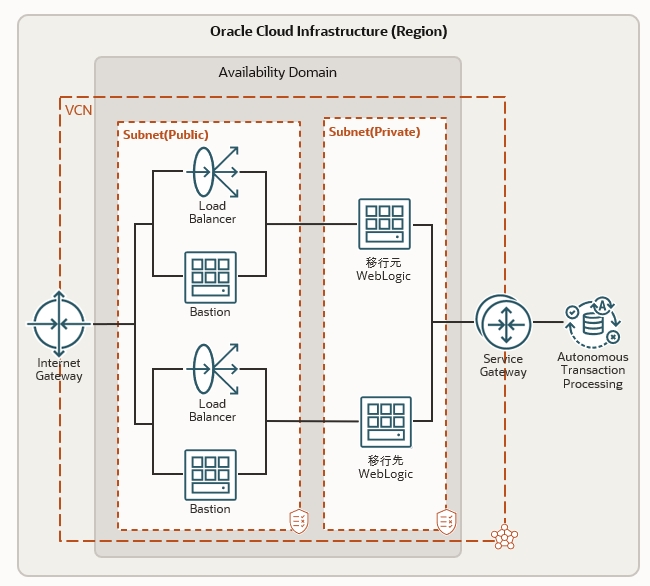 Oracle Cloud Infrastructure (Region)
Availability Domain
VCN
Subnet(Public)
Subnet(Private)
Load
Balancer
移行元
WebLogic
Bastion
Internet
Gateway
Service
Gateway
Autonomous
Transaction
Processing
Load
Balancer
移行先
WebLogic
Bastion
A